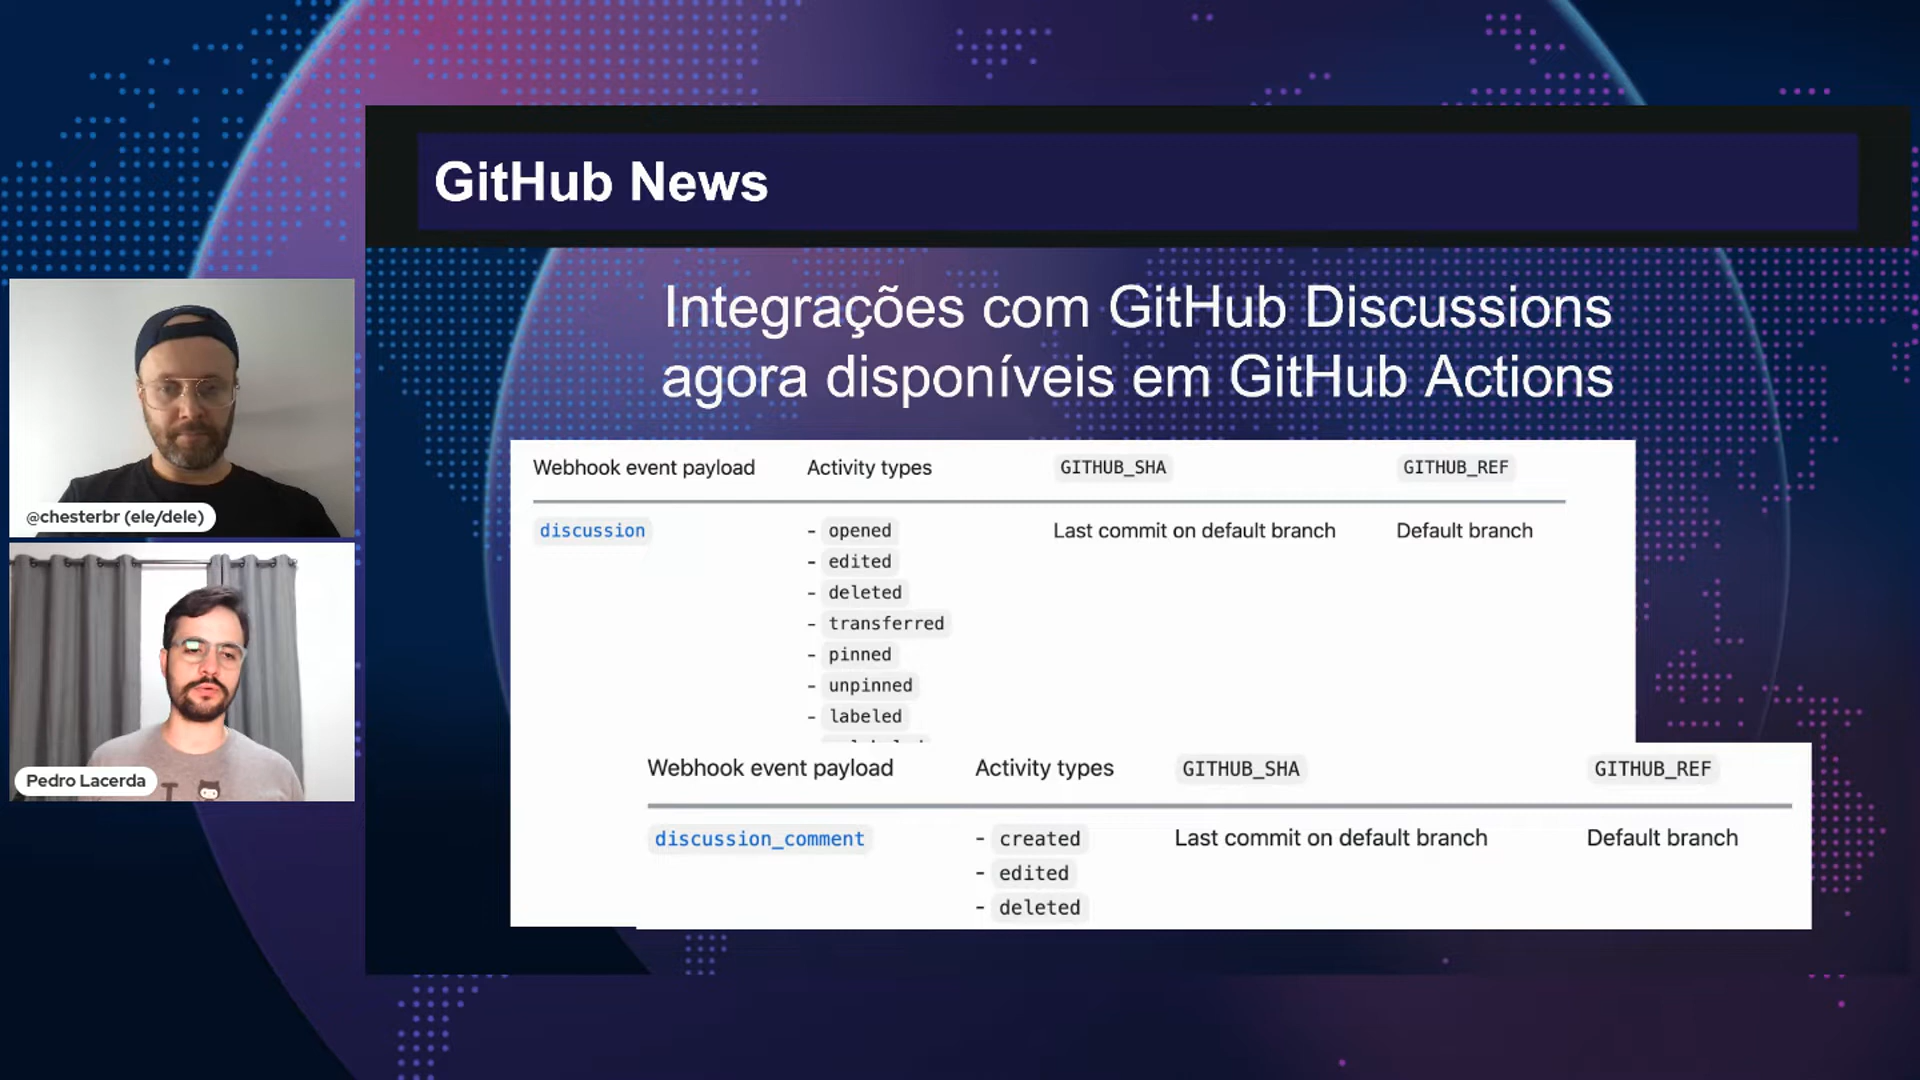 GitHub News
Integrações com GitHub Discussions
agora disponíveis em GitHub Actions
Webhook event payload Activity types GITHUB_SHA GITHUB_REF
discussion - opened Last commit on default branch Default branch
- edited
- deleted
- transferred
- pinned
- unpinned
- labeled
Webhook event payload Activity types GITHUB_SHA GITHUB_REF
discussion_comment - created Last commit on default branch Default branch
- edited
- deleted
@chesterbr (ele/dele)
Pedro Lacerda